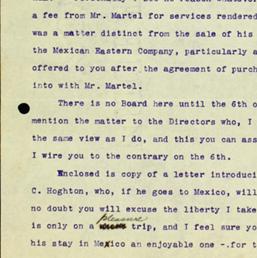 a fee from Mr. Martel for services rendered
was a matter distinct from the sale of his
the Mexican Eastern Company, particularly a
offered to you after the agreement of purch
into with Mr. Martel.
There is no Board here until the 6th o
mention the matter to the Directors who, I
the same view as I do, and this you can ass
I wire you to the contrary on the 6th.
Enclosed is copy of a letter introduci
C. Hoghton, who, if he goes to Mexico, will
no doubt you will excuse the liberty I take
pleasure
is only on a trip, and I feel sure yo
his stay in Mexico an enjoyable one -.for t